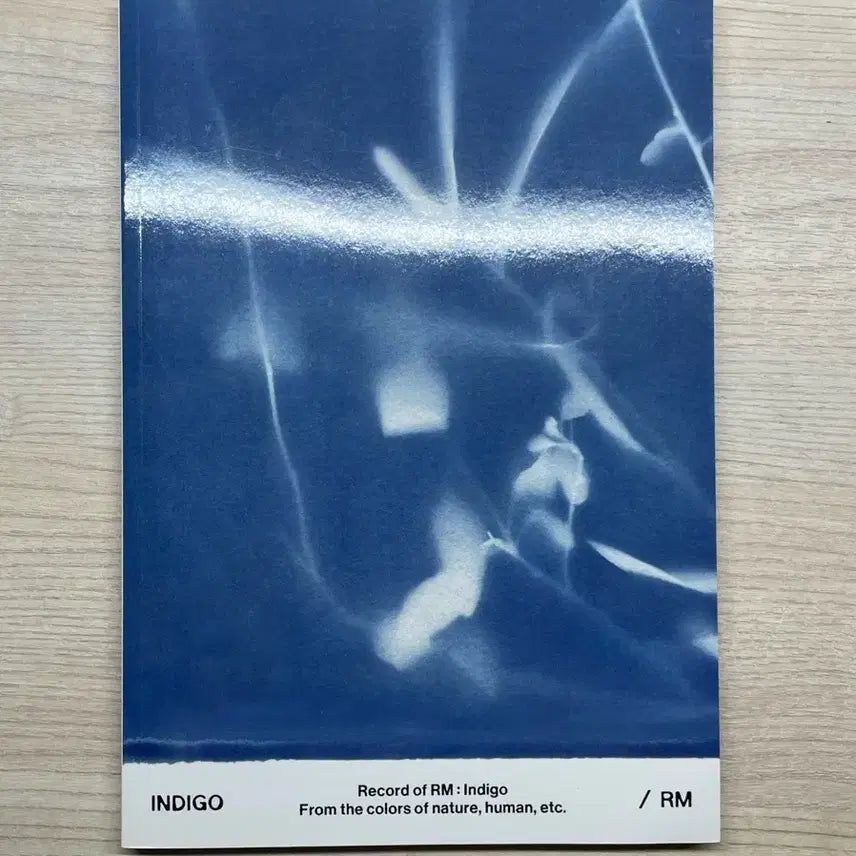 INDIGO
Record of RM : Indigo
From the colors of nature, human, etc.
/ RM